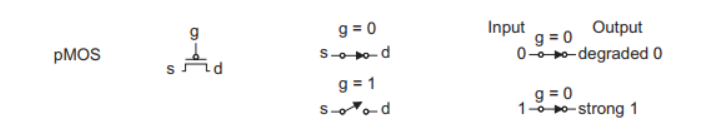 pMOS
g
s d
g = 0
s d
g = 1
s d
Input Output
g = 0
0 degraded 0
g = 0
1 strong 1